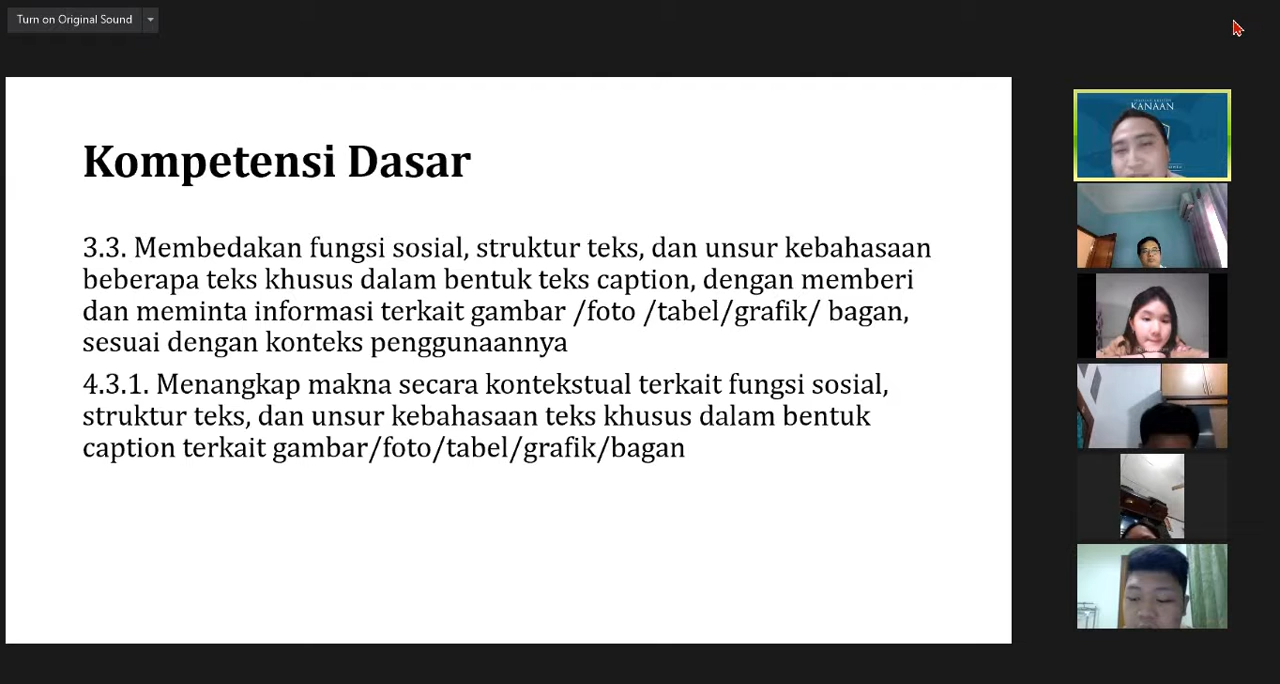 Turn on Original Sound
Kompetensi Dasar
3.3. Membedakan fungsi sosial, struktur teks, dan unsur kebahasaan
beberapa teks khusus dalam bentuk teks caption, dengan memberi
dan meminta informasi terkait gambar /foto /tabel/grafik/ bagan,
sesuai dengan konteks penggunaannya
4.3.1. Menangkap makna secara kontekstual terkait fungsi sosial,
struktur teks, dan unsur kebahasaan teks khusus dalam bentuk
caption terkait gambar/foto/tabel/grafik/bagan
KANAAN